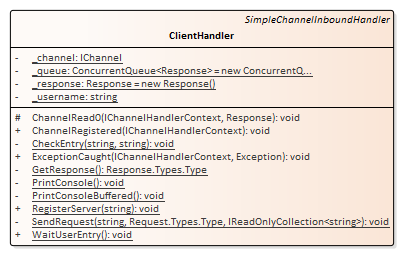 SimpleChannelInboundHandler
ClientHandler
- _channel: IChannel
- _queue: ConcurrentQueue<Response> = new ConcurrentQ...
- _response: Response = new Response()
- _username: string
# ChannelRead0(IChannelHandlerContext, Response): void
+ ChannelRegistered(IChannelHandlerContext): void
- CheckEntry(string, string): void
+ ExceptionCaught(IChannelHandlerContext, Exception): void
- GetResponse(): Response.Types.Type
- PrintConsole(): void
- PrintConsoleBuffered(): void
+ RegisterServer(string): void
- SendRequest(string, Request.Types.Type, IReadOnlyCollection<string>): void
+ WaitUserEntry(): void